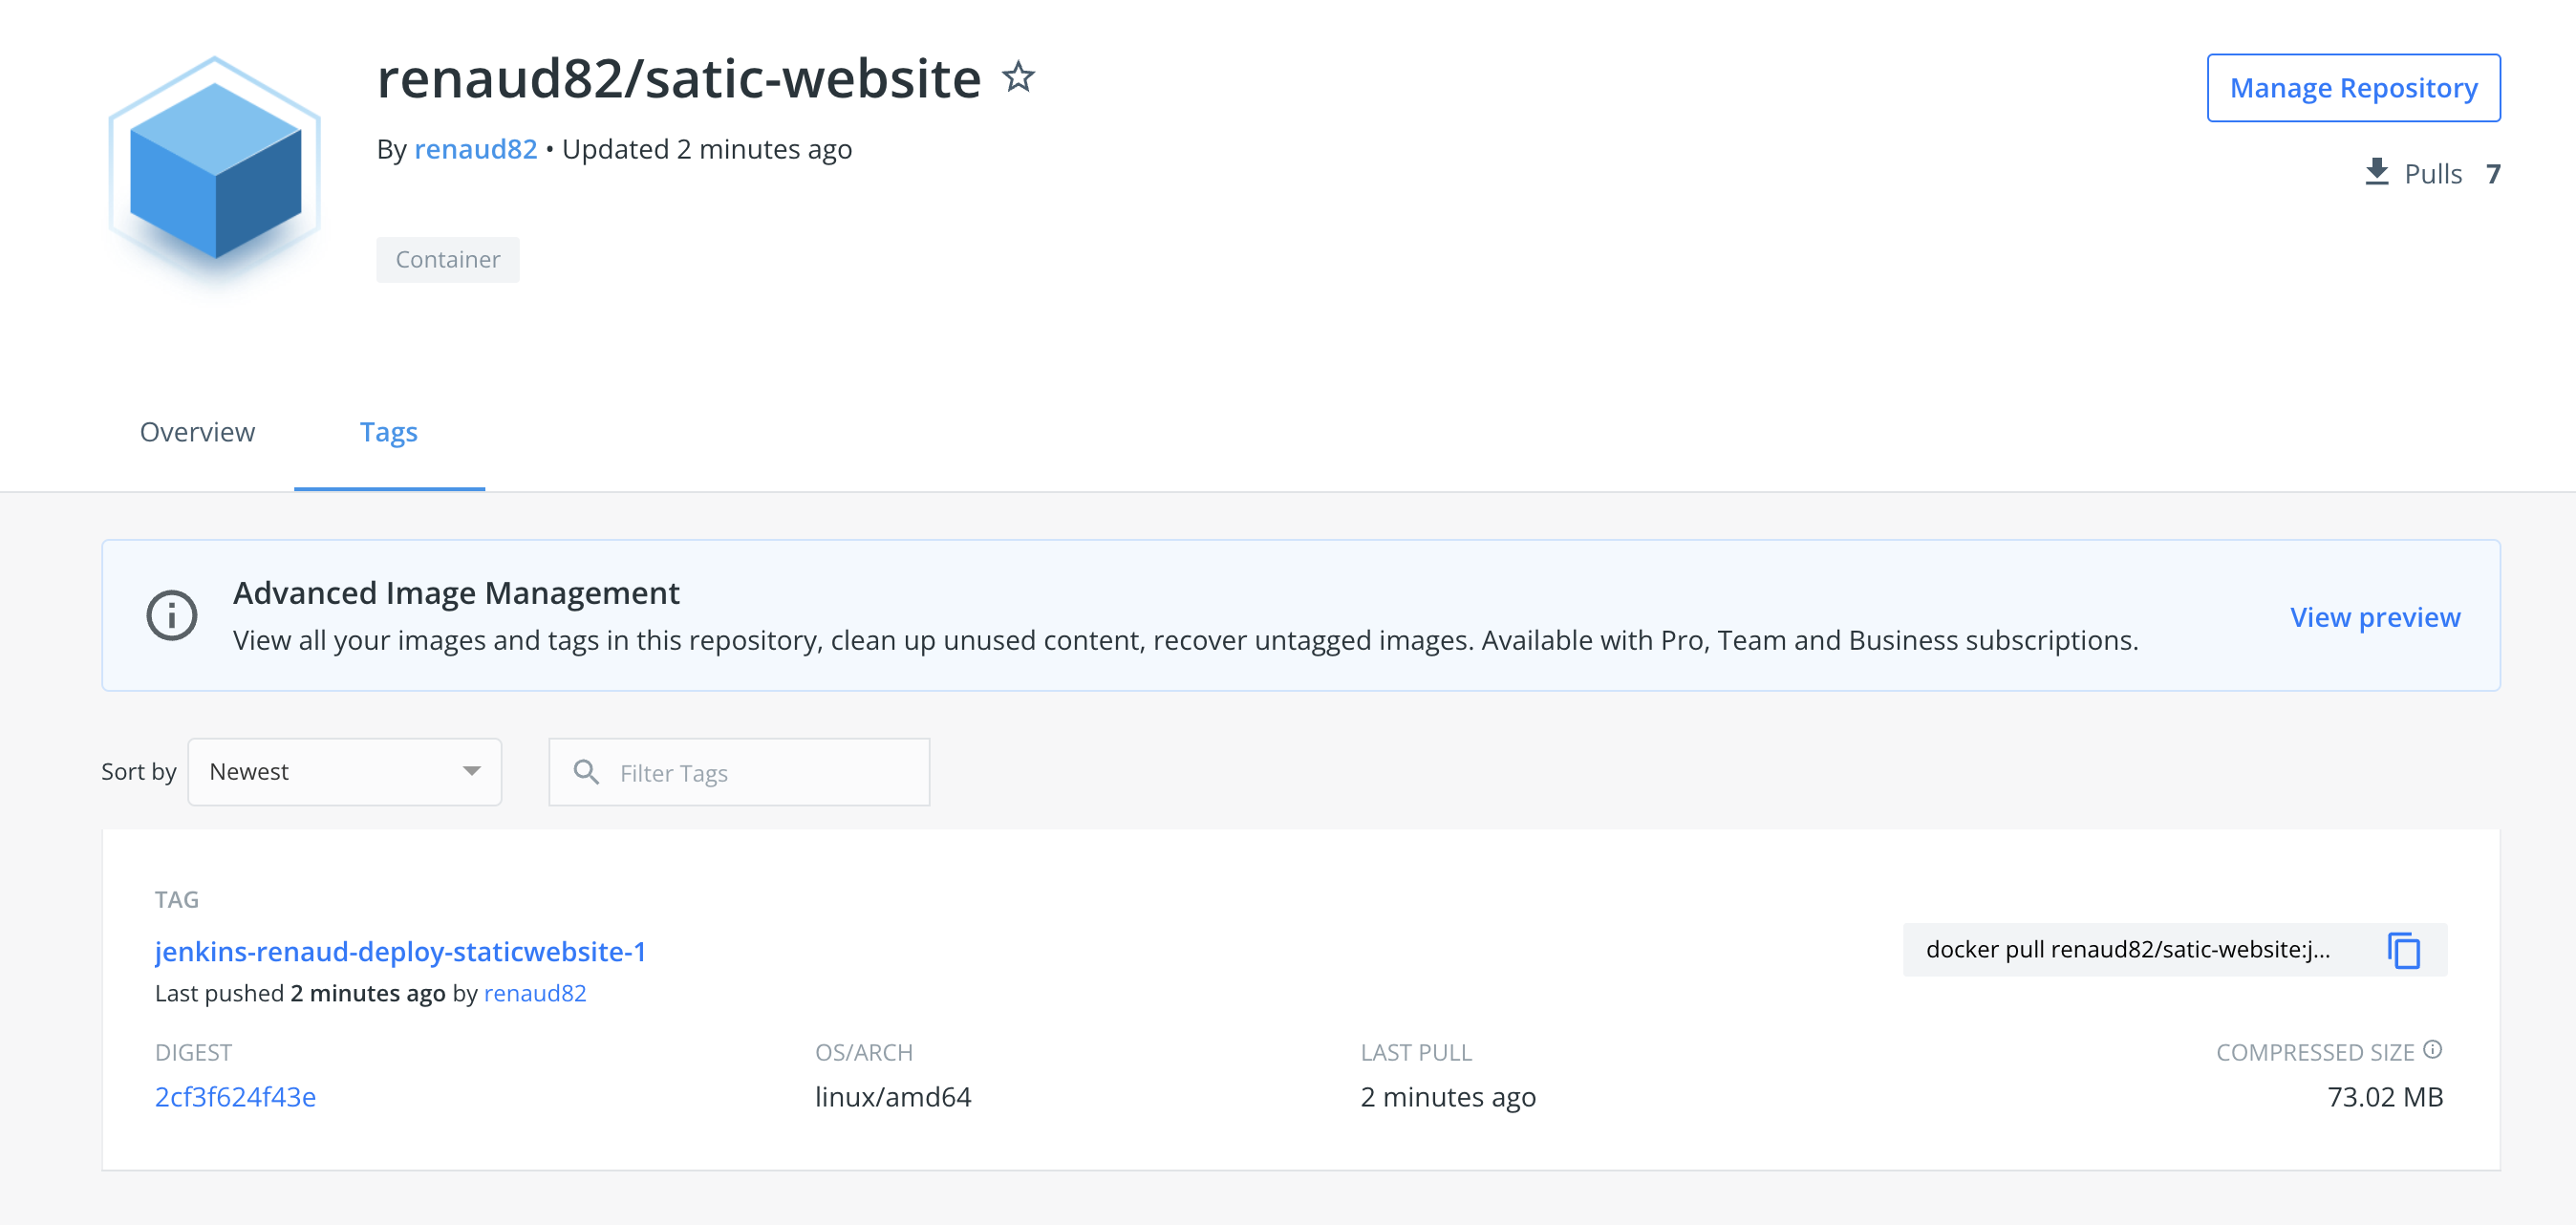 renaud82/satic-website
By renaud82 • Updated 2 minutes ago
Manage Repository
Pulls 7
Container
Overview Tags
Advanced Image Management
View all your images and tags in this repository, clean up unused content, recover untagged images. Available with Pro, Team and Business subscriptions.
View preview
Sort by Newest Filter Tags
TAG
jenkins-renaud-deploy-staticwebsite-1
docker pull renaud82/satic-website:j...
Last pushed 2 minutes ago by renaud82
DIGEST OS/ARCH LAST PULL COMPRESSED SIZE
2cf3f624f43e linux/amd64 2 minutes ago 73.02 MB